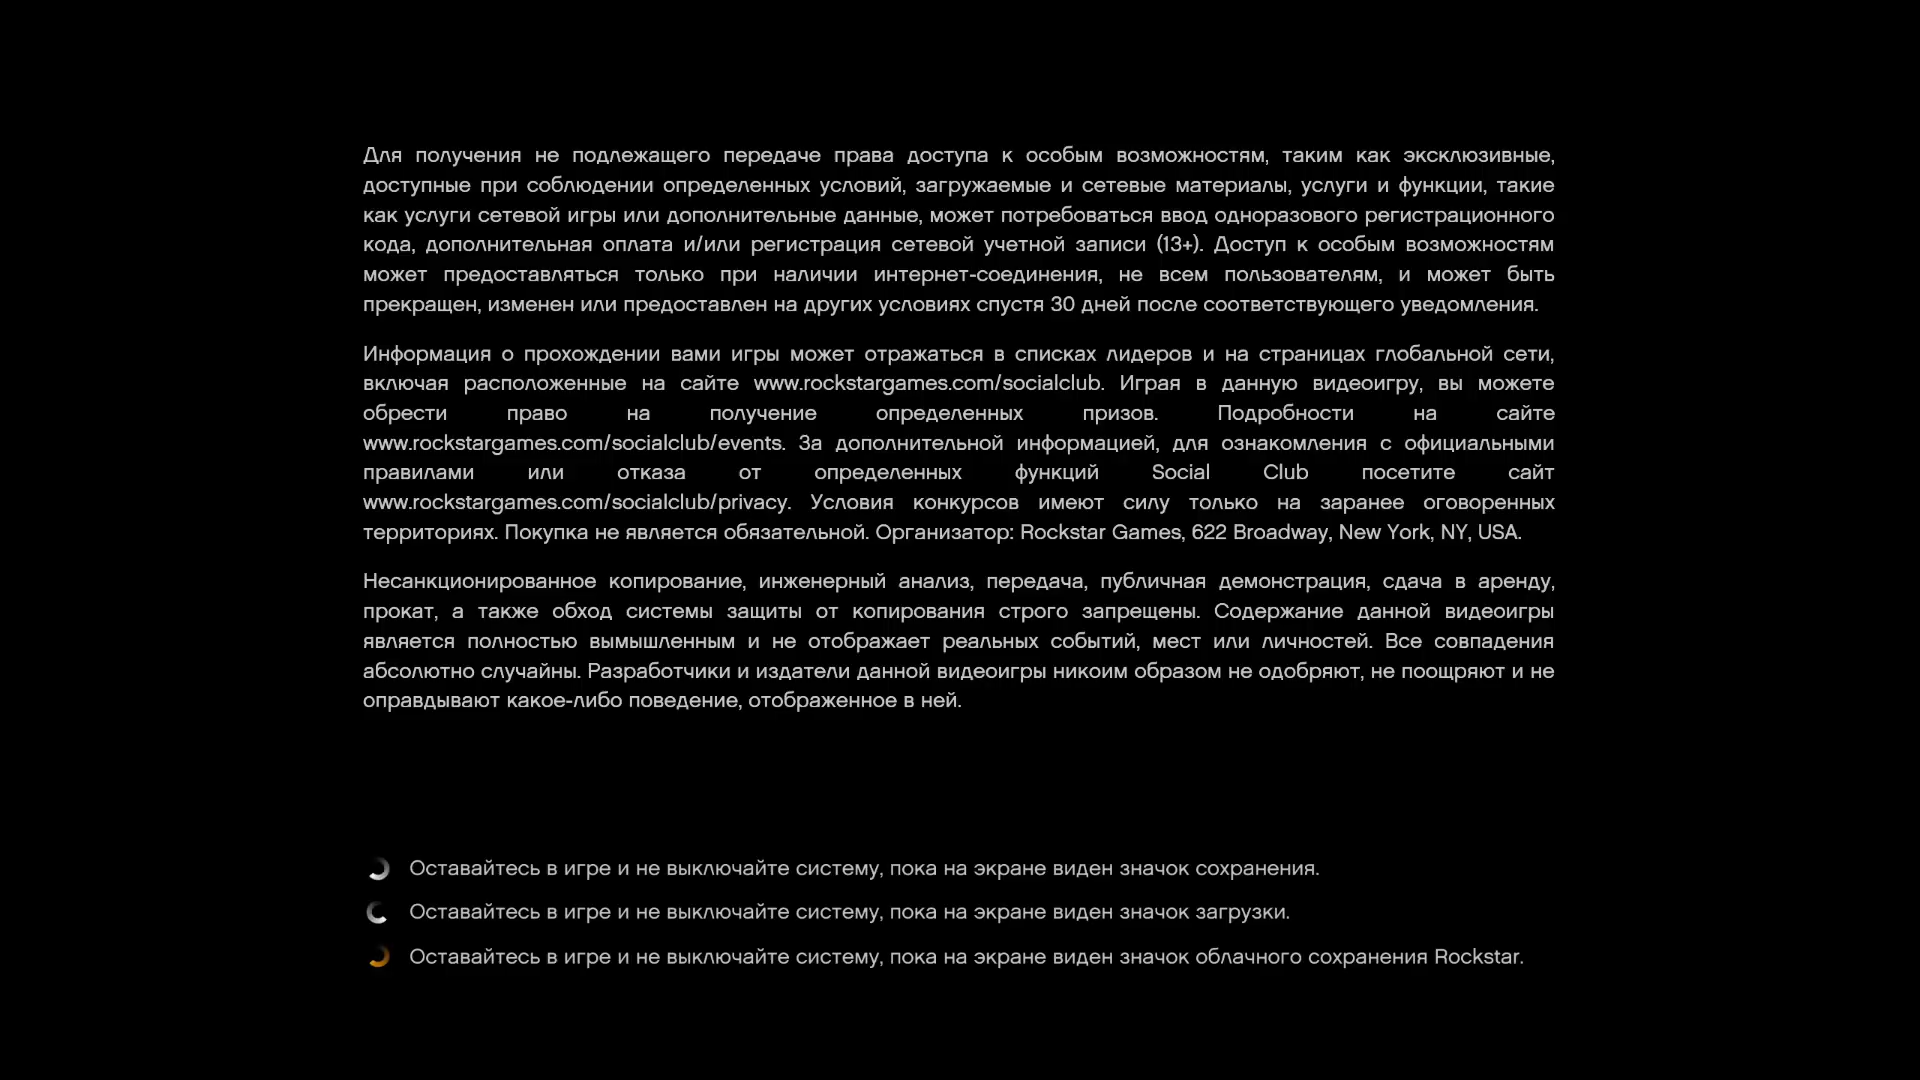 Для получения не подлежащего передаче права доступа к особым возможностям, таким как эксклюзивные,
доступные при соблюдении определенных условий, загружаемые и сетевые материалы, услуги и функции, такие
как услуги сетевой игры или дополнительные данные, может потребоваться ввод одноразового регистрационного
кода, дополнительная оплата и/или регистрация сетевой учетной записи (13+). Доступ к особым возможностям
может предоставляться только при наличии интернет-соединения, не всем пользователям, и может быть
прекращен, изменен или предоставлен на других условиях спустя 30 дней после соответствующего уведомления.
Информация о прохождении вами игры может отражаться в списках лидеров и на страницах глобальной сети,
включая расположенные на сайте www.rockstargames.com/socialclub. Играя в данную видеоигру, вы можете
обрести право на получение определенных призов. Подробности на сайте
www.rockstargames.com/socialclub/events. За дополнительной информацией, для ознакомления с официальными
правилами или отказа от определенных функций Social Club посетите сайт
www.rockstargames.com/socialclub/privacy. Условия конкурсов имеют силу только на заранее оговоренных
территориях. Покупка не является обязательной. Организатор: Rockstar Games, 622 Broadway, New York, NY, USA.
Несанкционированное копирование, инженерный анализ, передача, публичная демонстрация, сдача в аренду,
прокат, а также обход системы защиты от копирования строго запрещены. Содержание данной видеоигры
является полностью вымышленным и не отображает реальных событий, мест или личностей. Все совпадения
абсолютно случайны. Разработчики и издатели данной видеоигры никоим образом не одобряют, не поощряют и не
оправдывают какое-либо поведение, отображенное в ней.
Оставайтесь в игре и не выключайте систему, пока на экране виден значок сохранения.
Оставайтесь в игре и не выключайте систему, пока на экране виден значок загрузки.
Оставайтесь в игре и не выключайте систему, пока на экране виден значок облачного сохранения Rockstar.